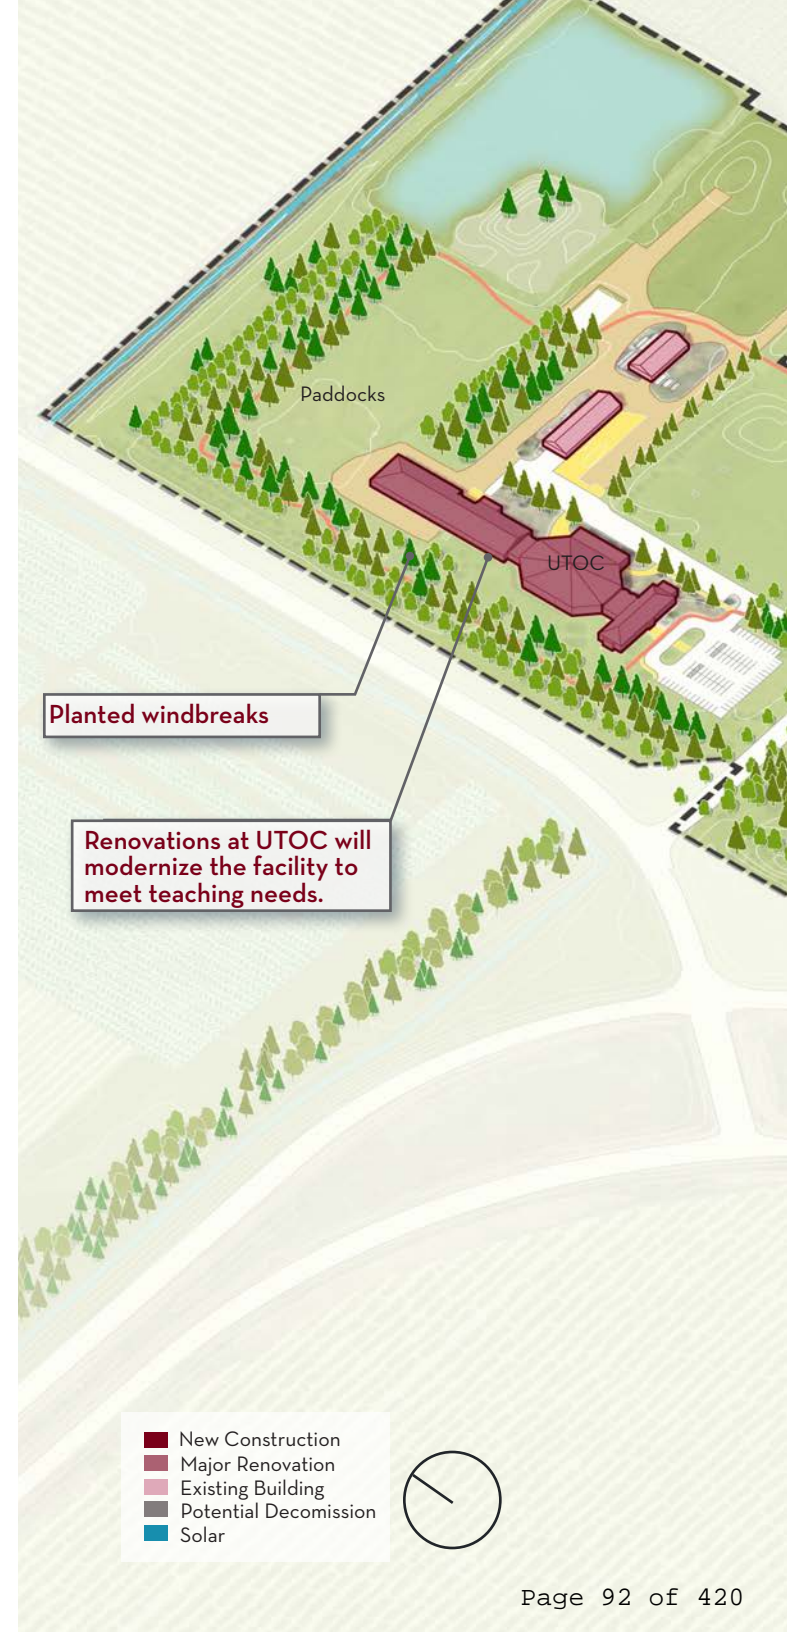 Paddocks
UTOC
Planted windbreaks
Renovations at UTOC will
modernize the facility to
meet teaching needs.
New Construction
Major Renovation
Existing Building
Potential Decomission
Solar
Page 92 of 420